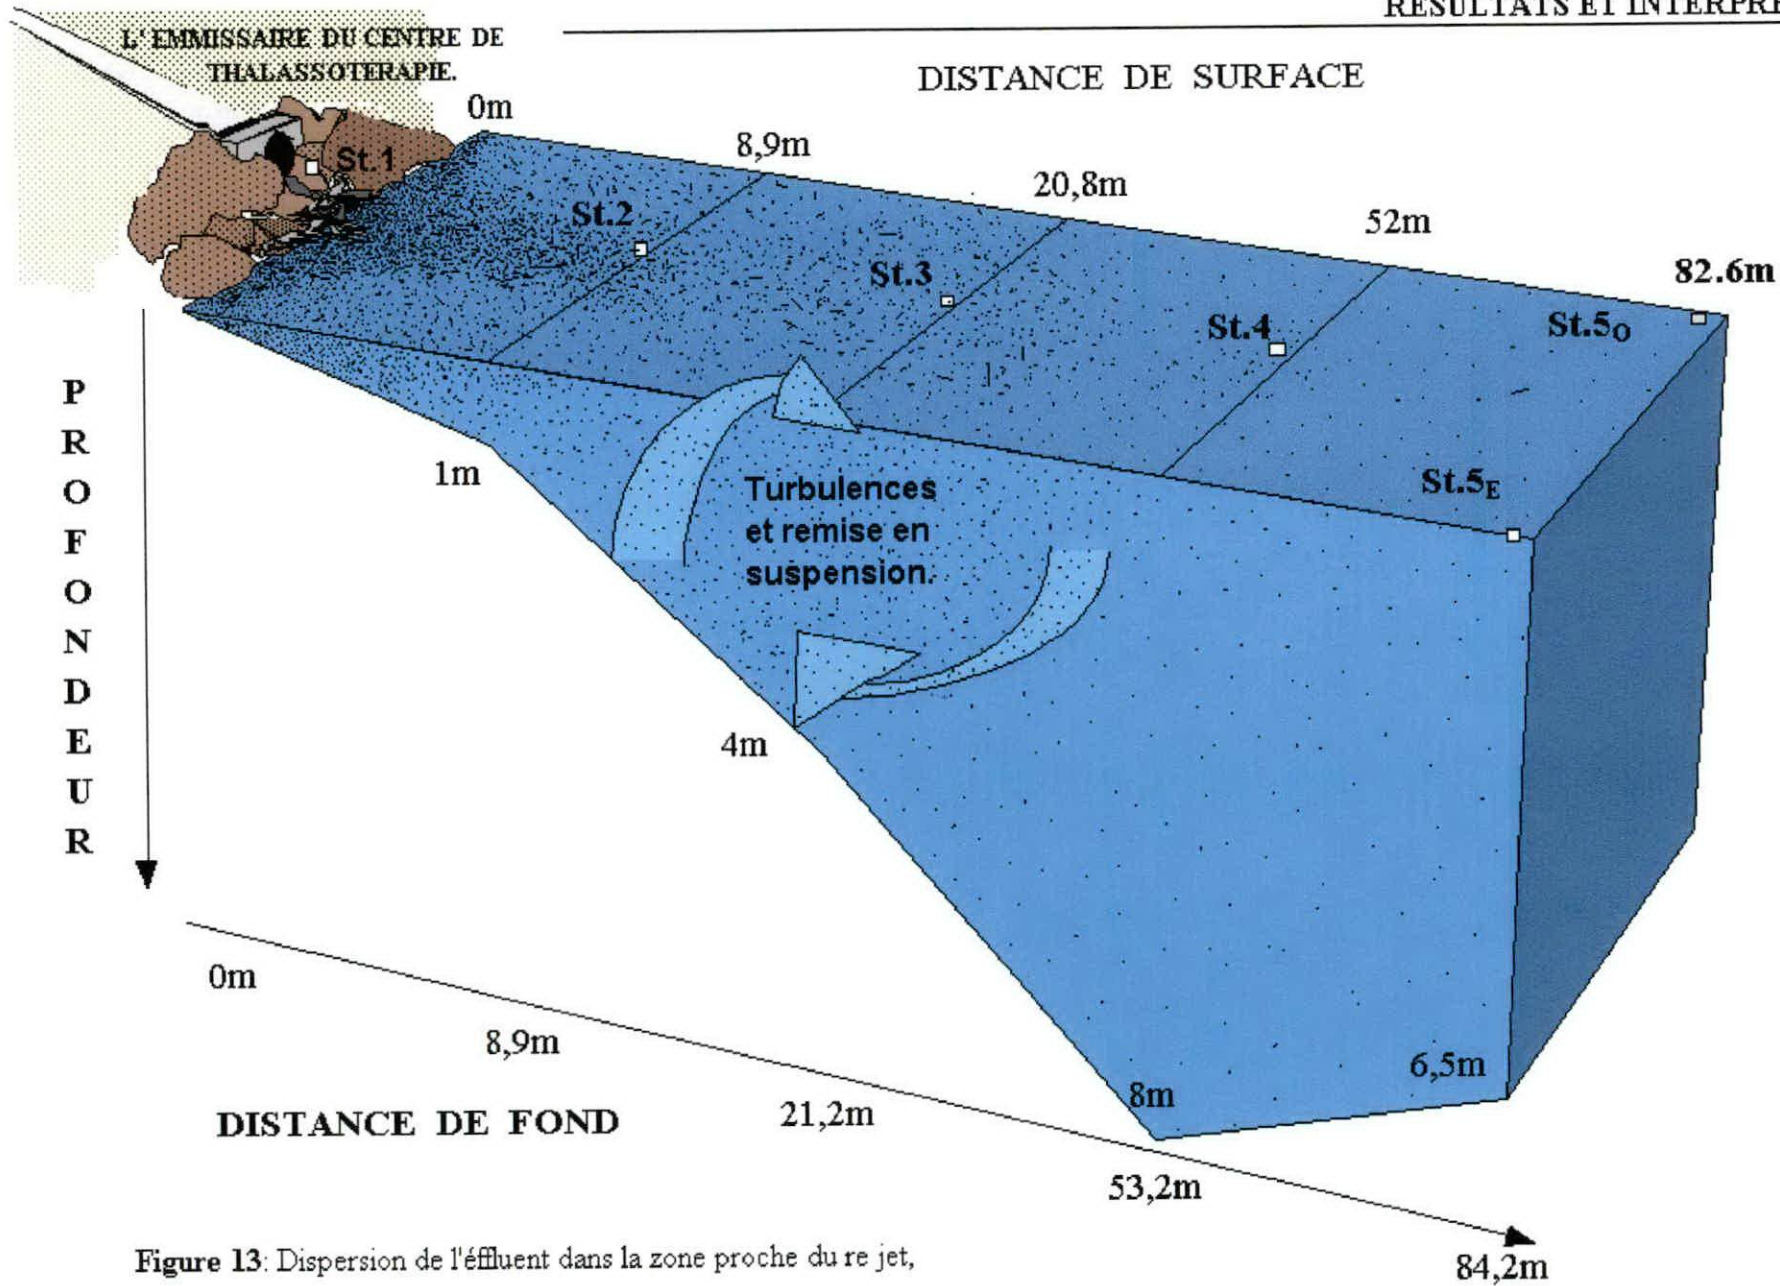 RESULTATS ET INTERPRE
L' EMMISSAIRE DU CENTRE DE
THALASSOTERAPIE.
DISTANCE DE SURFACE
0m
8,9m
20,8m
52m
82.6m
St.1
St.2
St.3
St.4
St.5O
St.5E
PROFONDEUR
1m
Turbulences
et remise en
suspension.
4m
8m
6,5m
0m
8,9m
21,2m
53,2m
84,2m
DISTANCE DE FOND
Figure 13: Dispersion de l'éffluent dans la zone proche du re jet,